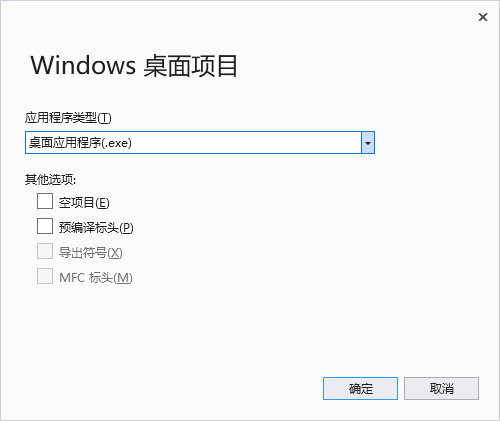 Windows 桌面项目
应用程序类型(T)
桌面应用程序(.exe)
其他选项:
空项目(E)
预编译标头(P)
导出符号(X)
MFC 标头(M)
确定
取消